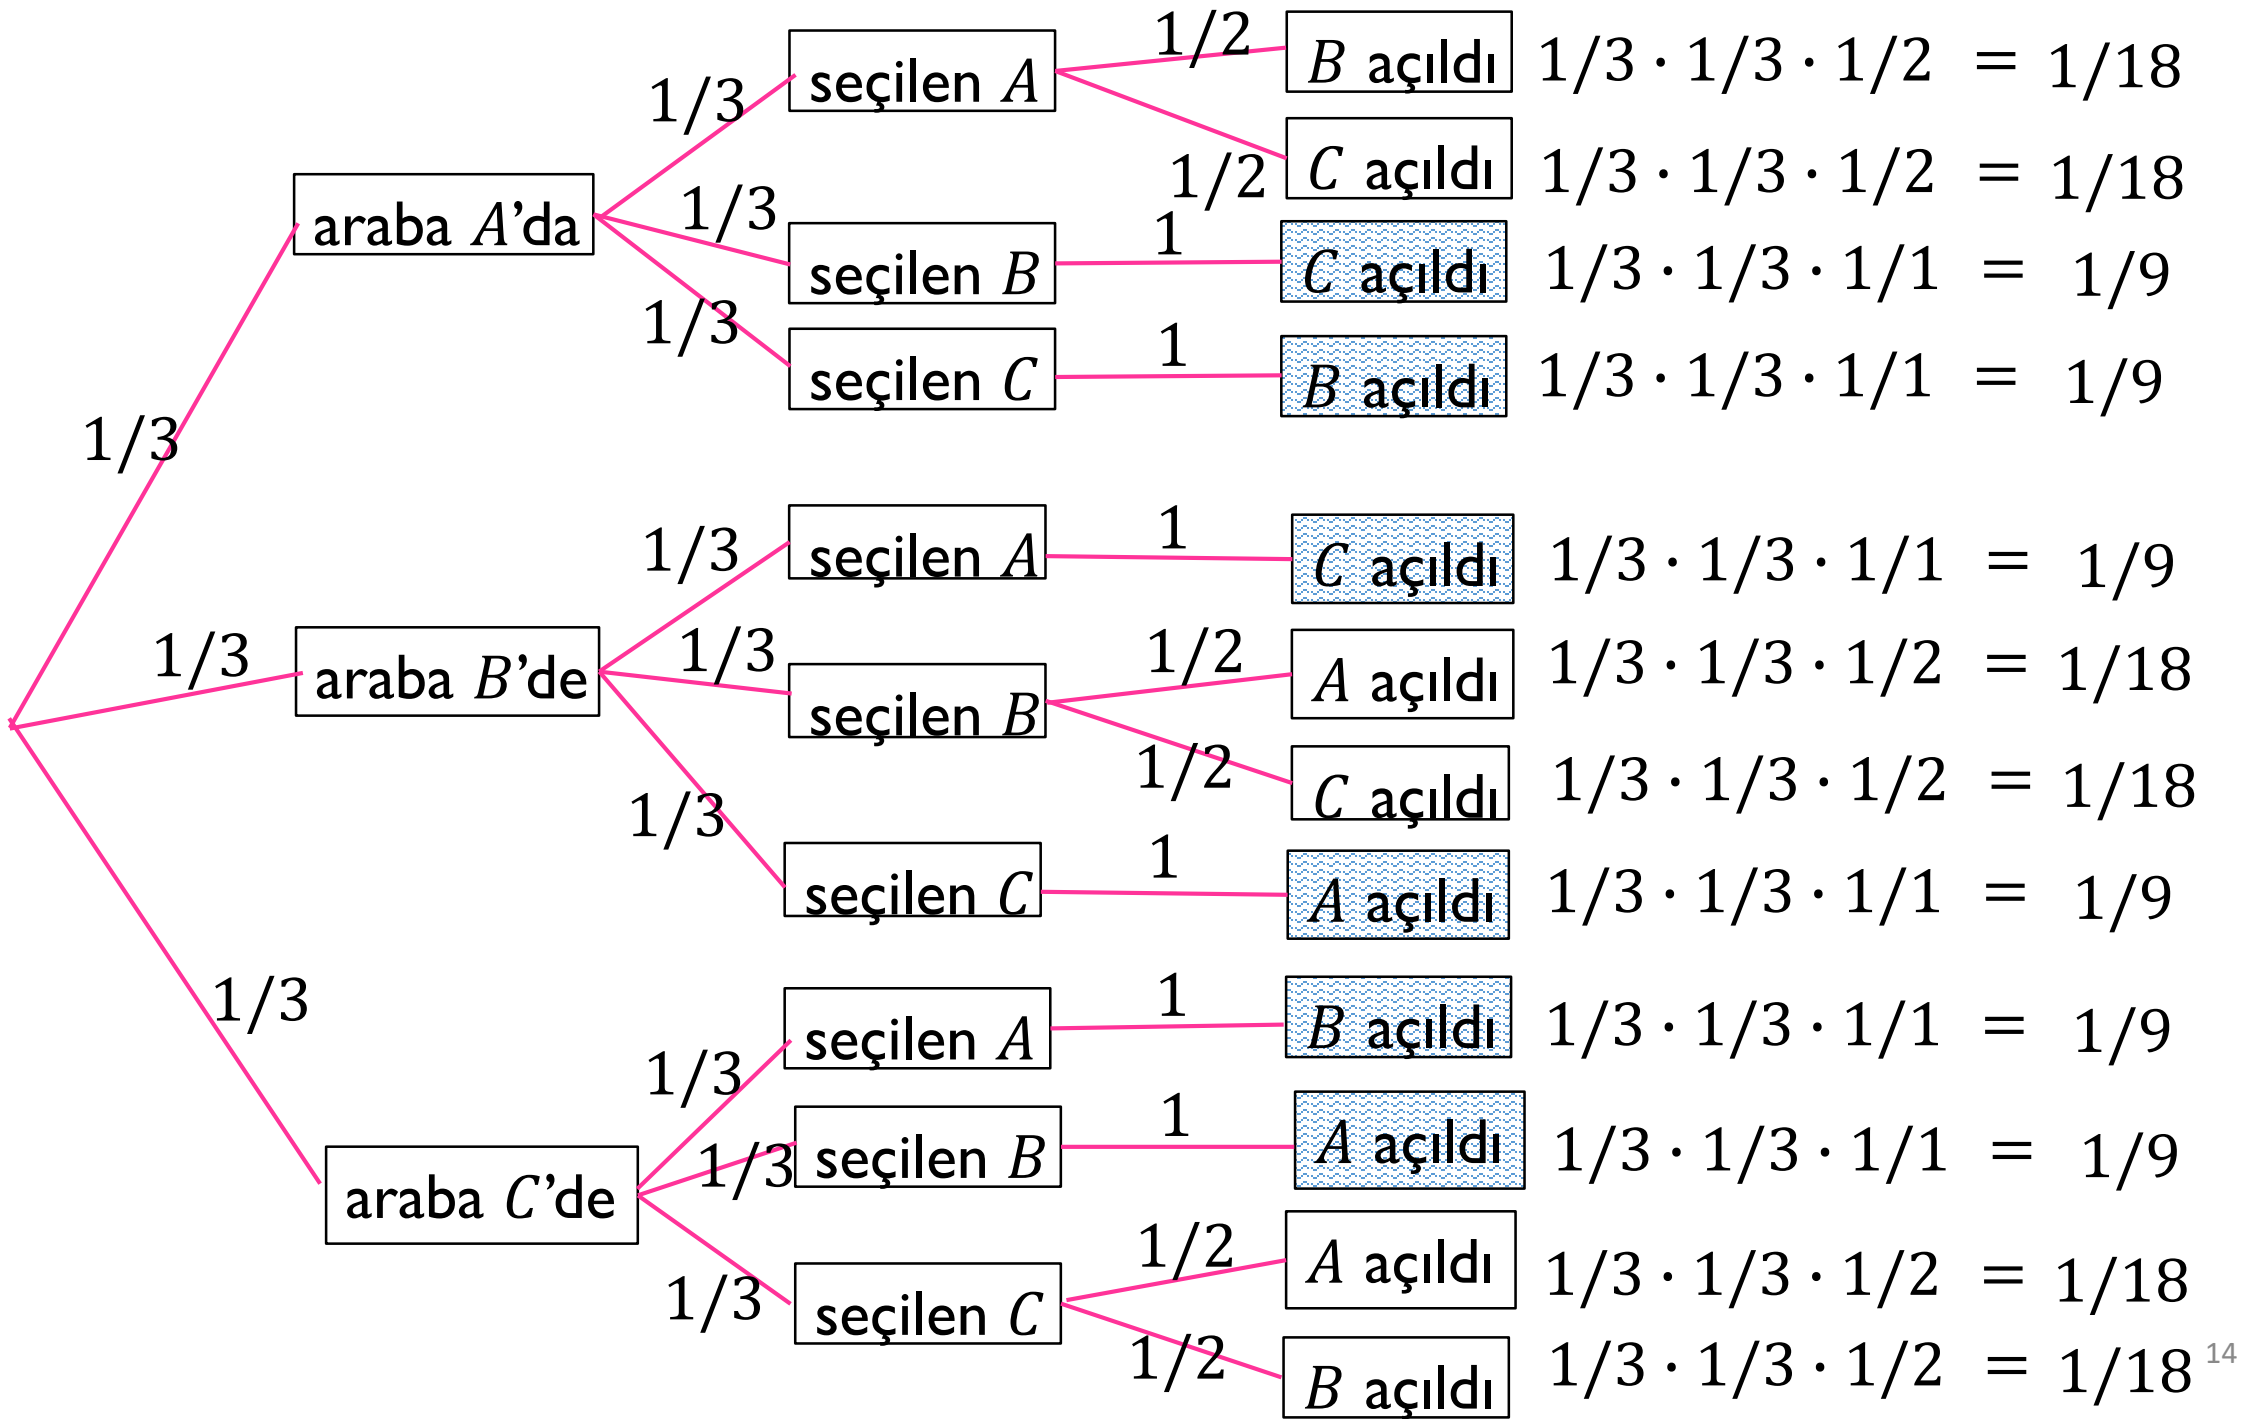 1/3
araba A’da
1/3
seçilen A
1/2
B açıldı 1/3 · 1/3 · 1/2 = 1/18
1/2
C açıldı 1/3 · 1/3 · 1/2 = 1/18
1/3
seçilen B
1
C açıldı 1/3 · 1/3 · 1/1 = 1/9
1/3
seçilen C
1
B açıldı 1/3 · 1/3 · 1/1 = 1/9
1/3
araba B’de
1/3
seçilen A
1
C açıldı 1/3 · 1/3 · 1/1 = 1/9
1/3
seçilen B
1/2
A açıldı 1/3 · 1/3 · 1/2 = 1/18
1/2
C açıldı 1/3 · 1/3 · 1/2 = 1/18
1/3
seçilen C
1
A açıldı 1/3 · 1/3 · 1/1 = 1/9
1/3
araba C’de
1/3
seçilen A
1
B açıldı 1/3 · 1/3 · 1/1 = 1/9
1/3
seçilen B
1
A açıldı 1/3 · 1/3 · 1/1 = 1/9
1/3
seçilen C
1/2
A açıldı 1/3 · 1/3 · 1/2 = 1/18
1/2
B açıldı 1/3 · 1/3 · 1/2 = 1/18
14